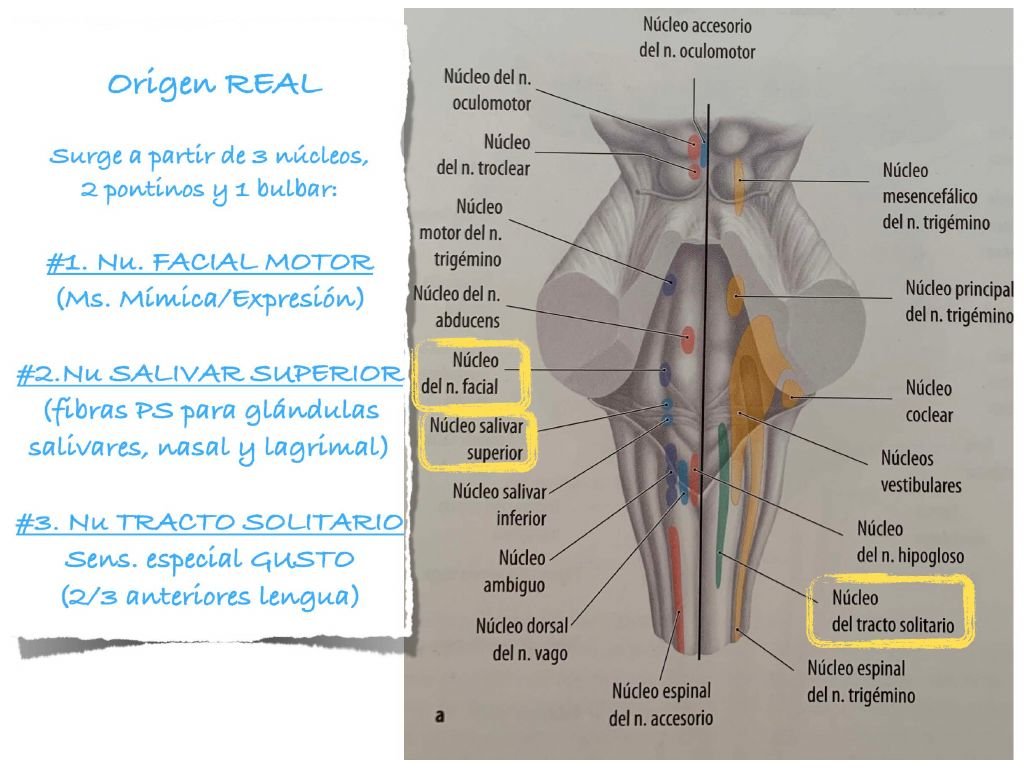 Origen REAL
Surge a partir de 3 núcleos,
2 pontinos y 1 bulbar:
#1. Nu. FACIAL MOTOR
(Ms. Mímica/Expresión)
#2.Nu SALIVAR SUPERIOR
(fibras PS para glándulas
salivares, nasal y lagrimal)
#3. Nu TRACTO SOLITARIO
Sens. especial GUSTO
(2/3 anteriores lengua)
Núcleo accesorio
del n. oculomotor
Núcleo del n.
oculomotor
Núcleo
del n. troclear
Núcleo
motor del n.
trigémino
Núcleo del n.
abducens
Núcleo
del n. facial
Núcleo salivar
superior
Núcleo salivar
inferior
Núcleo
ambiguo
Núcleo dorsal
del n. vago
Núcleo espinal
del n. accesorio
Núcleo
mesencefálico
del n. trigémino
Núcleo principal
del n. trigémino
Núcleo
coclear
Núcleos
vestibulares
Núcleo
del n. hipogloso
Núcleo
del tracto solitario
Núcleo espinal
del n. trigémino
a